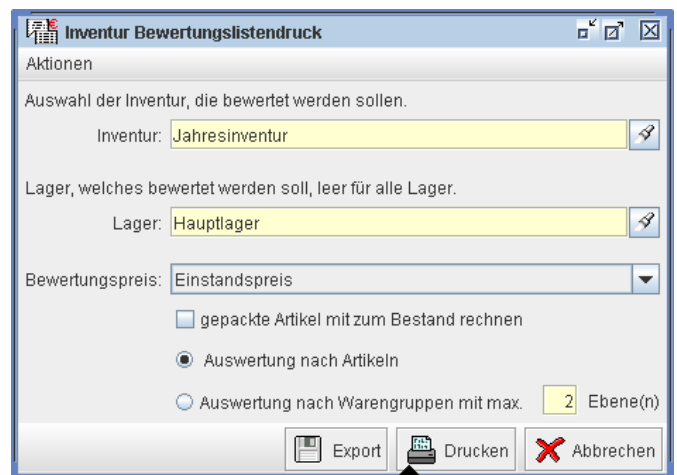 Inventur Bewertungslistendruck
Aktionen
Auswahl der Inventur, die bewertet werden sollen.
Inventur: Jahresinventur
Lager, welches bewertet werden soll, leer für alle Lager.
Lager: Hauptlager
Bewertungspreis: Einstandspreis
gepackte Artikel mit zum Bestand rechnen
Auswertung nach Artikeln
Auswertung nach Warengruppen mit max. 2 Ebene(n)
Export Drucken Abbrechen